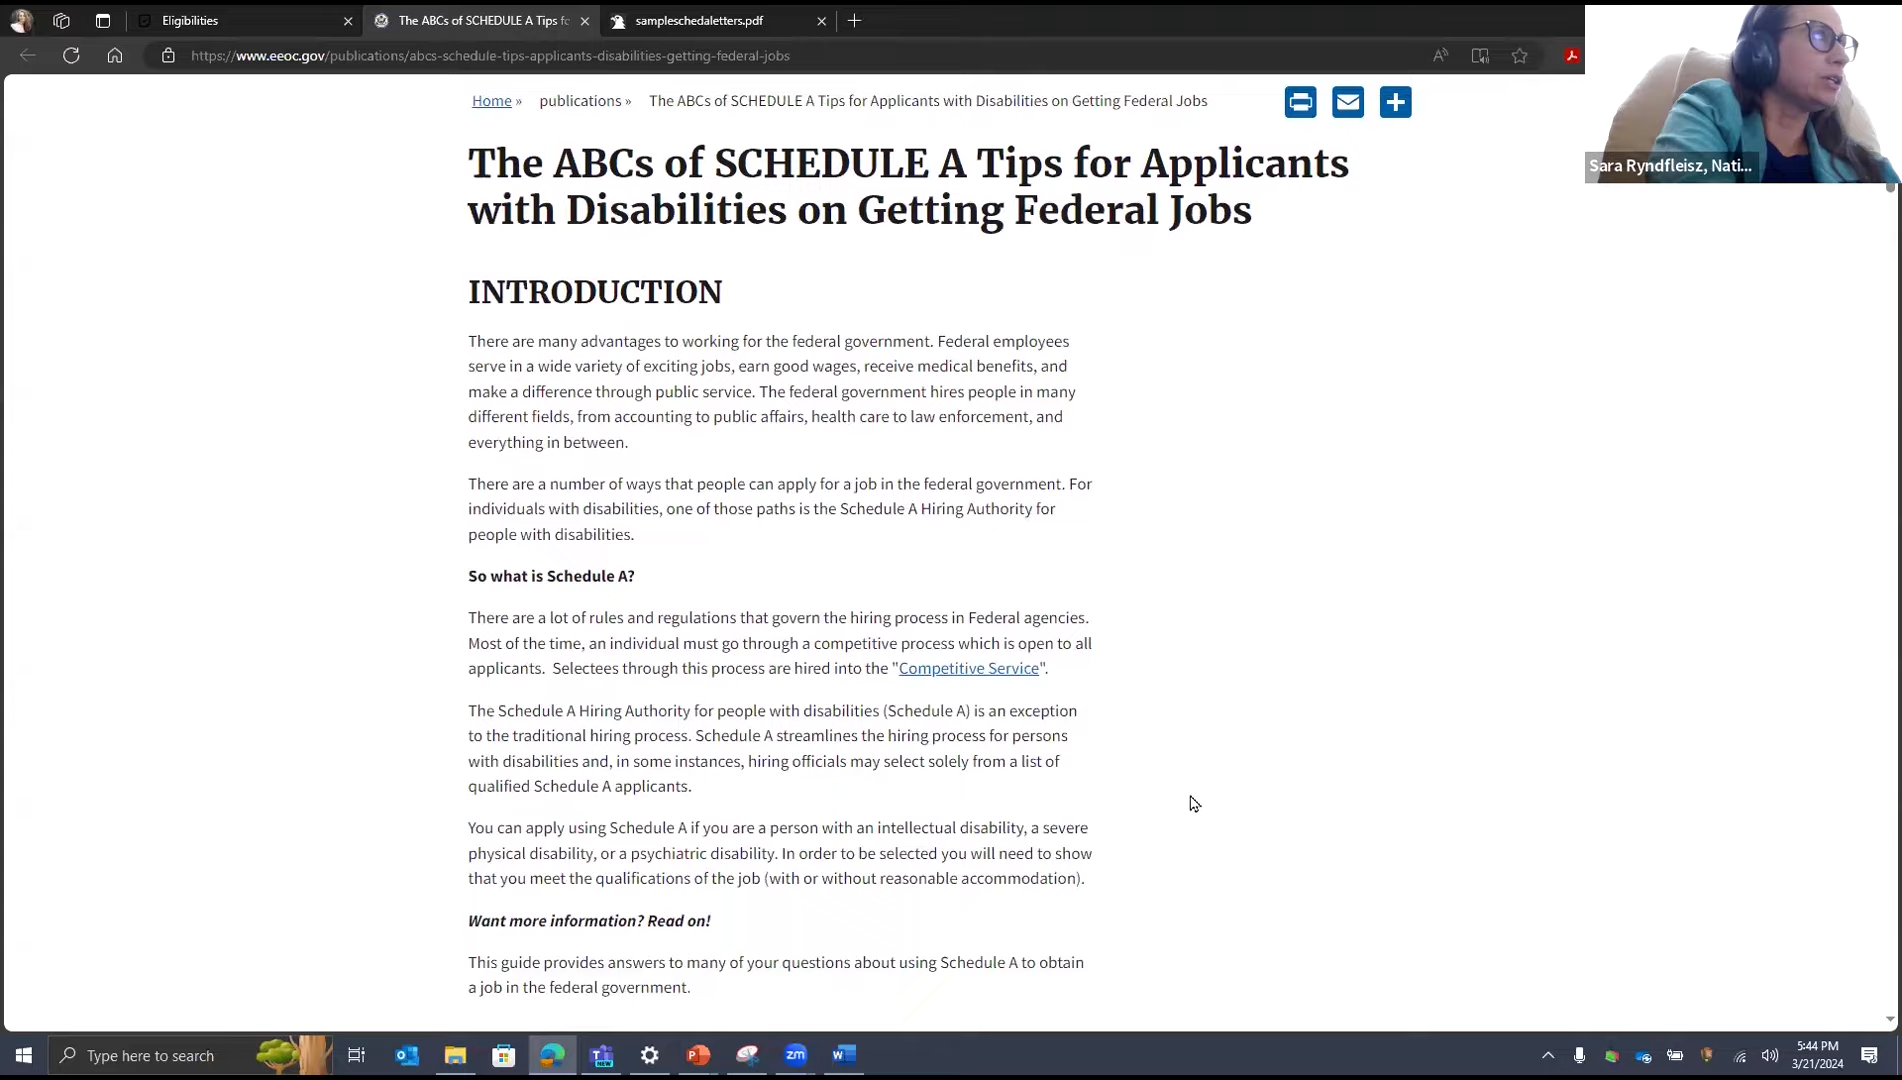 Eligibilities
The ABCs of SCHEDULE A Tips fo
sampleschedaletters.pdf
https://www.eeoc.gov/publications/abcs-schedule-tips-applicants-disabilities-getting-federal-jobs
Home » publications » The ABCs of SCHEDULE A Tips for Applicants with Disabilities on Getting Federal Jobs
Sara Ryndfleisz, Nati...
The ABCs of SCHEDULE A Tips for Applicants
with Disabilities on Getting Federal Jobs
INTRODUCTION
There are many advantages to working for the federal government. Federal employees
serve in a wide variety of exciting jobs, earn good wages, receive medical benefits, and
make a difference through public service. The federal government hires people in many
different fields, from accounting to public affairs, health care to law enforcement, and
everything in between.
There are a number of ways that people can apply for a job in the federal government. For
individuals with disabilities, one of those paths is the Schedule A Hiring Authority for
people with disabilities.
So what is Schedule A?
There are a lot of rules and regulations that govern the hiring process in Federal agencies.
Most of the time, an individual must go through a competitive process which is open to all
applicants. Selectees through this process are hired into the "Competitive Service".
The Schedule A Hiring Authority for people with disabilities (Schedule A) is an exception
to the traditional hiring process. Schedule A streamlines the hiring process for persons
with disabilities and, in some instances, hiring officials may select solely from a list of
qualified Schedule A applicants.
You can apply using Schedule A if you are a person with an intellectual disability, a severe
physical disability, or a psychiatric disability. In order to be selected you will need to show
that you meet the qualifications of the job (with or without reasonable accommodation).
Want more information? Read on!
This guide provides answers to many of your questions about using Schedule A to obtain
a job in the federal government.
Type here to search
zm
5:44 PM
3/21/2024